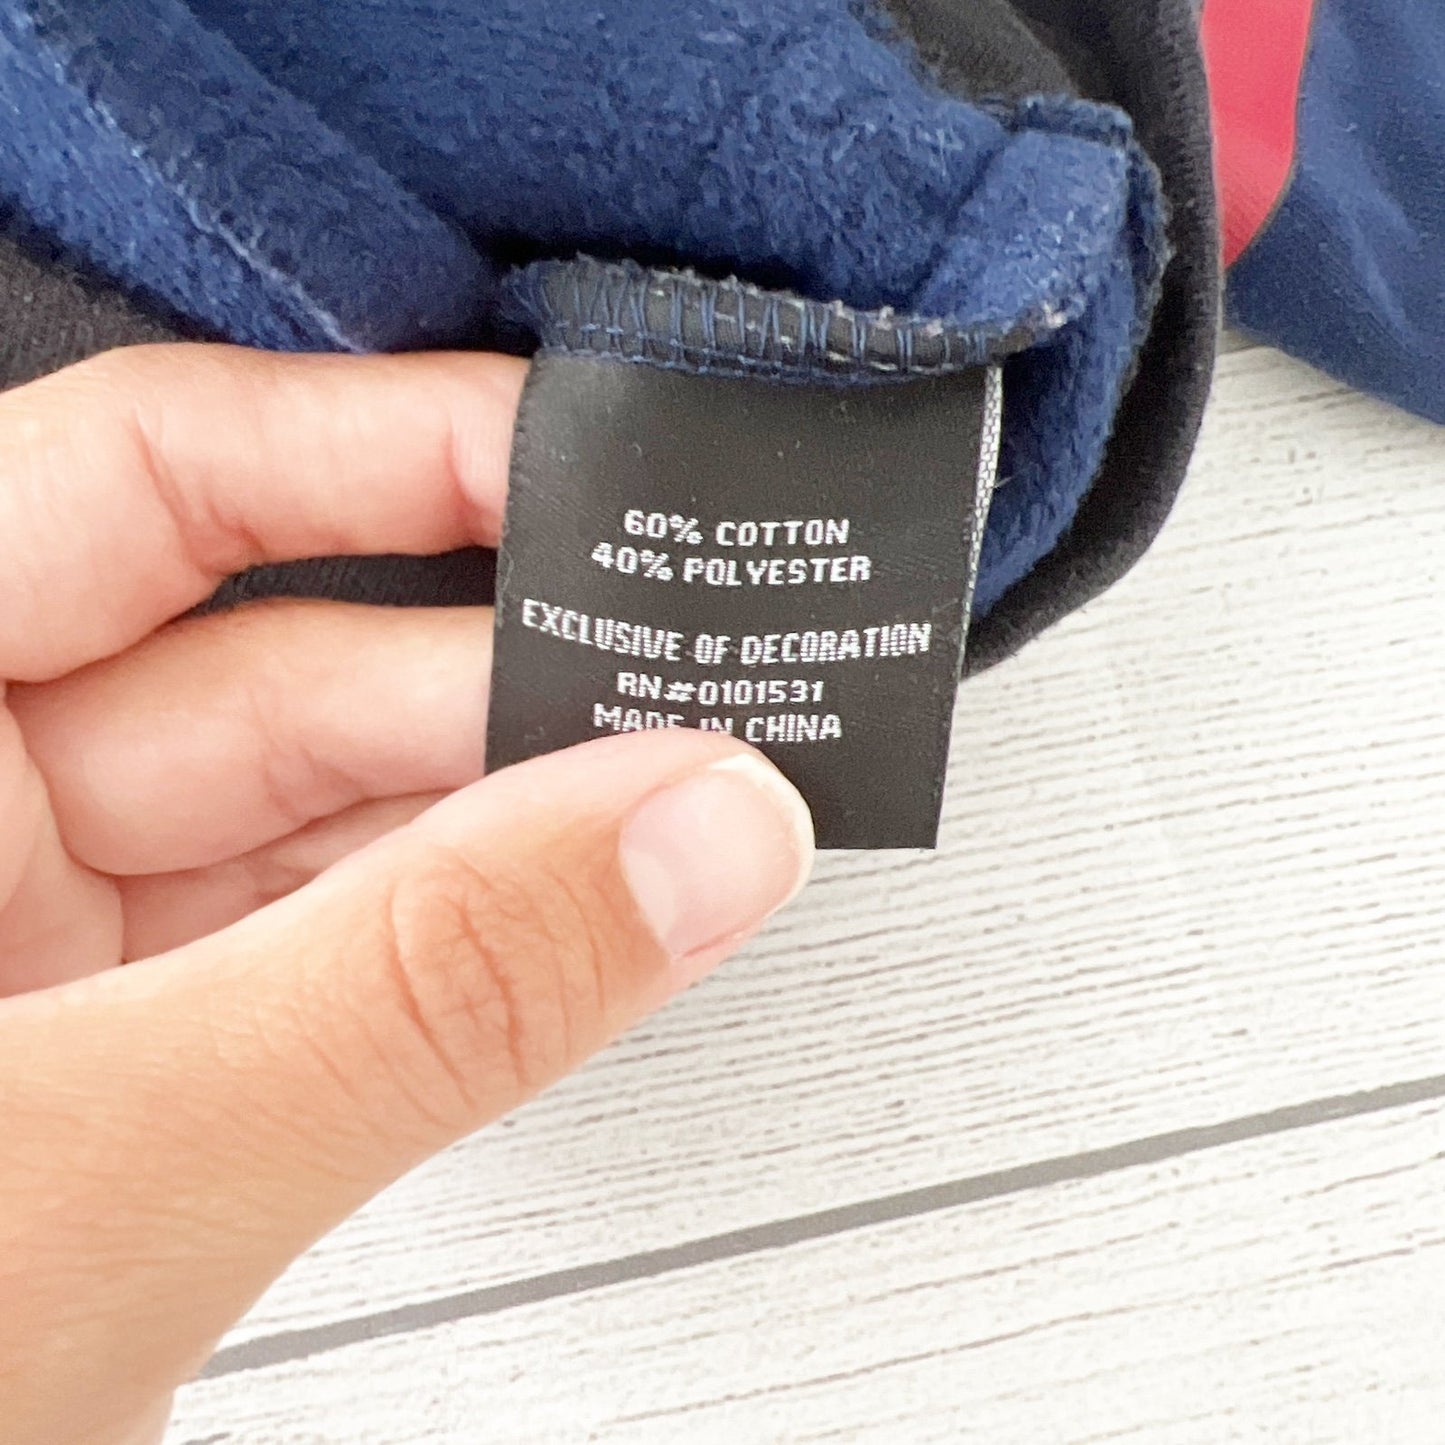 60% COTTON
40% POLYESTER
EXCLUSIVE OF DECORATION
RN#0101531
MADE IN CHINA